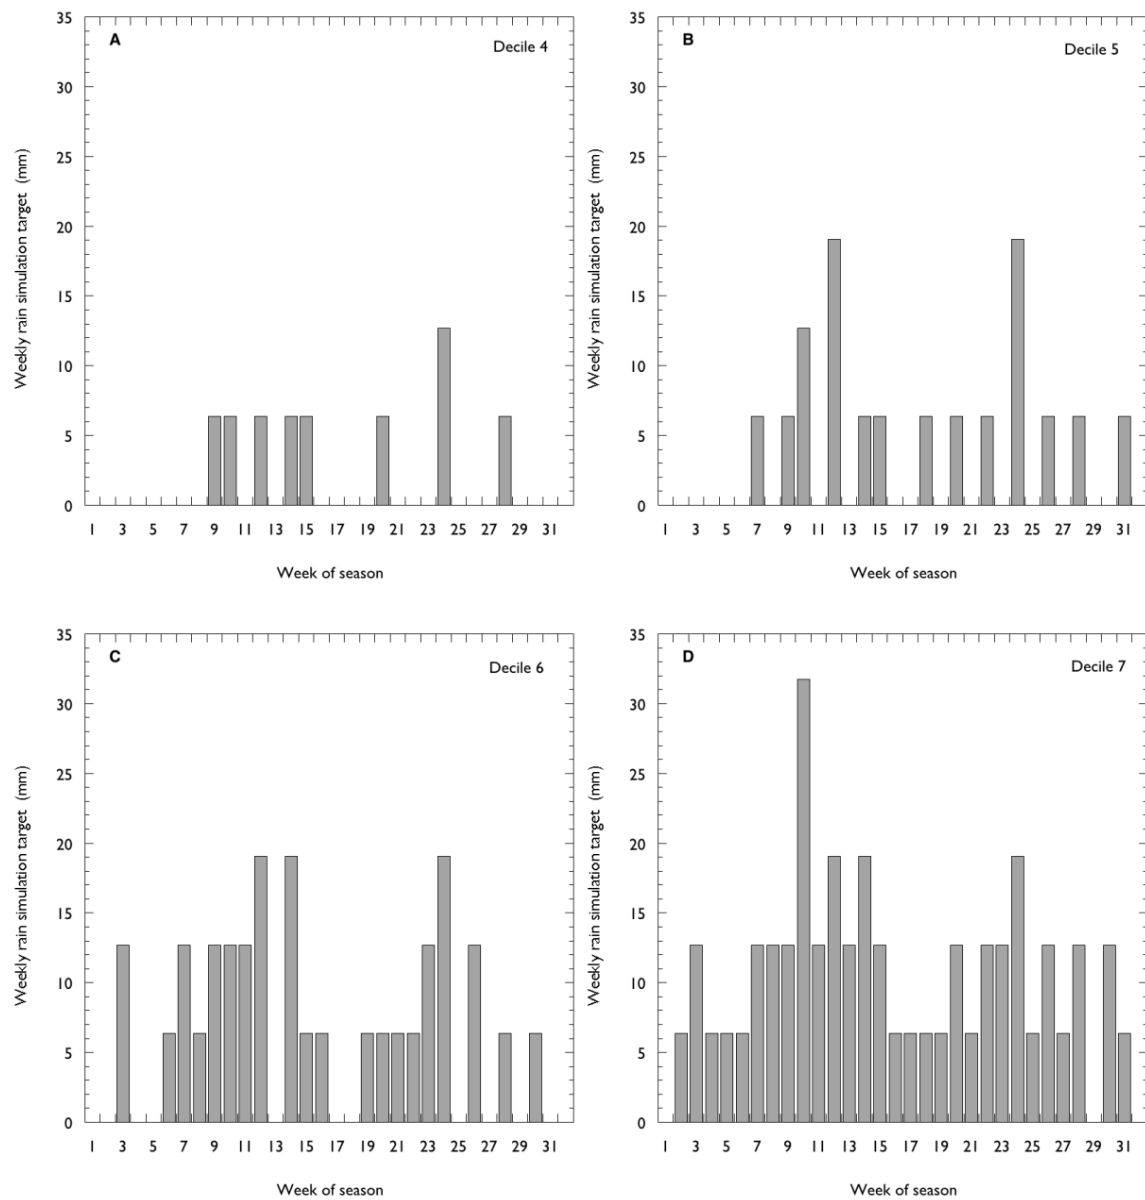 A
Decile 4
Weekly rain simulation target (mm)
35
30
25
20
15
10
5
0
1 3 5 7 9 11 13 15 17 19 21 23 25 27 29 31
Week of season
B
Decile 5
Weekly rain simulation target (mm)
35
30
25
20
15
10
5
0
1 3 5 7 9 11 13 15 17 19 21 23 25 27 29 31
Week of season
C
Decile 6
Weekly rain simulation target (mm)
35
30
25
20
15
10
5
0
1 3 5 7 9 11 13 15 17 19 21 23 25 27 29 31
Week of season
D
Decile 7
Weekly rain simulation target (mm)
35
30
25
20
15
10
5
0
1 3 5 7 9 11 13 15 17 19 21 23 25 27 29 31
Week of season